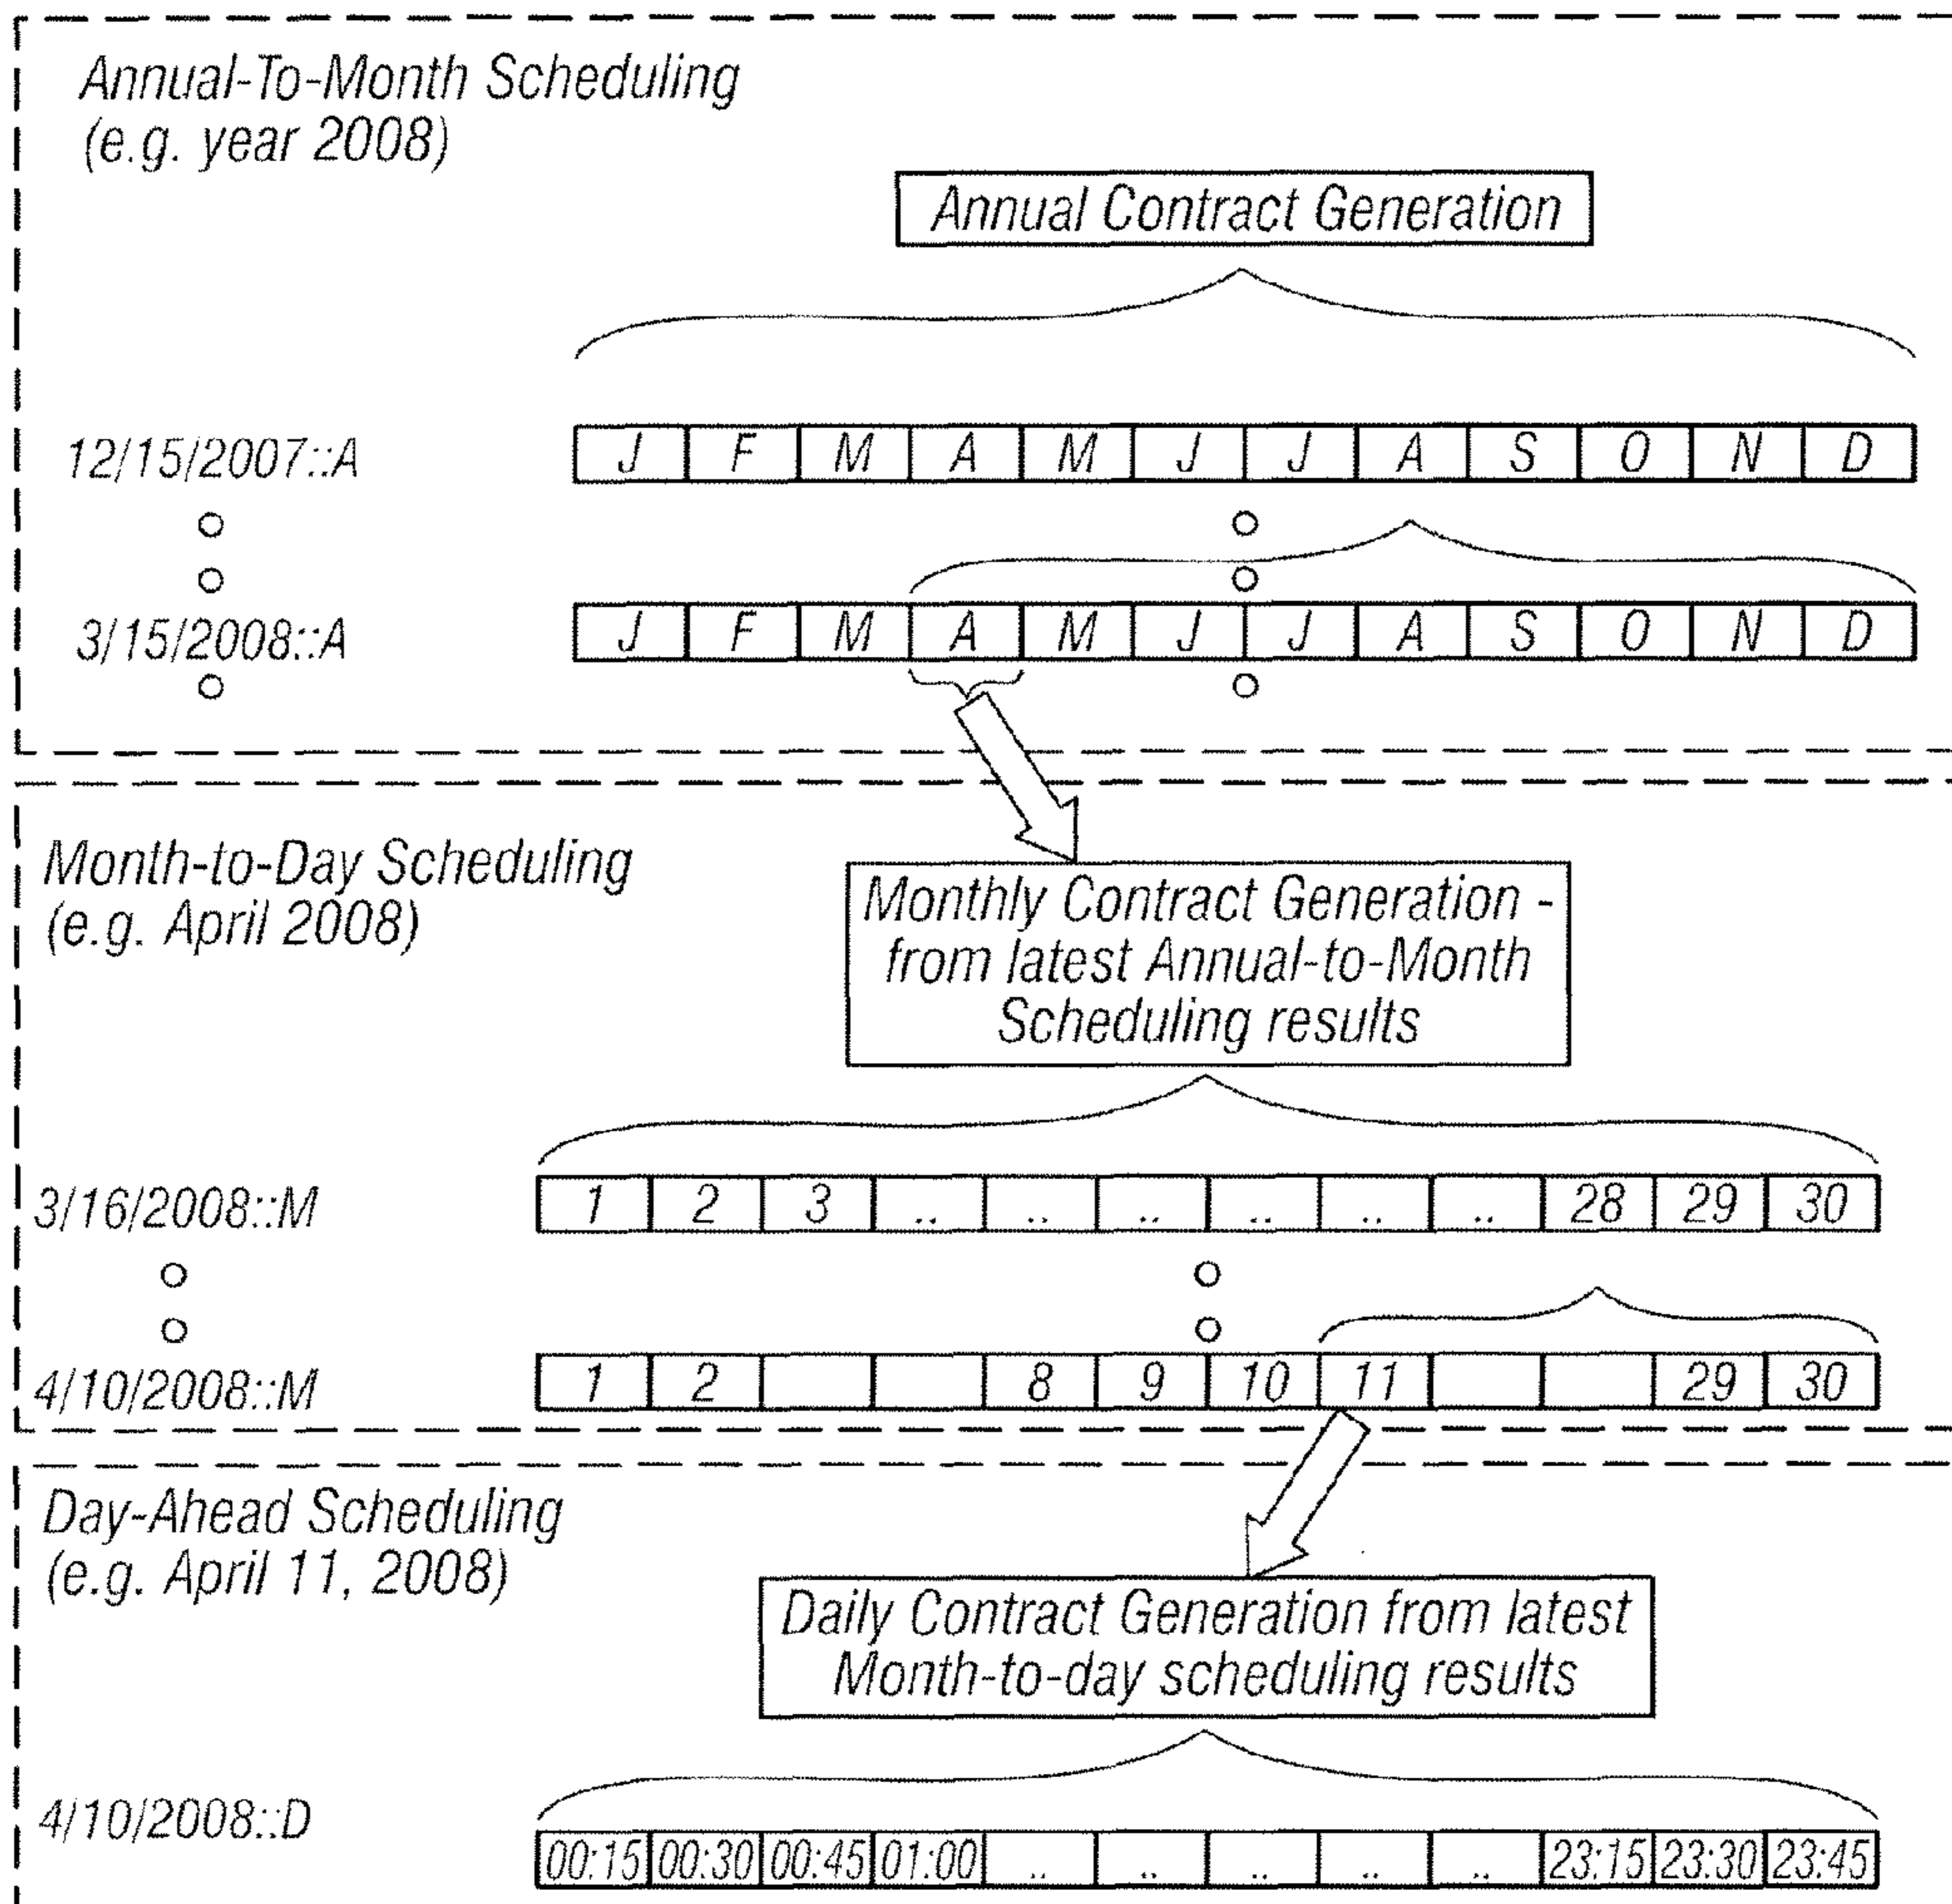 Annual-To-Month Scheduling
(e.g. year 2008)
Annual Contract Generation
12/15/2007::A J F M A M J J A S O N D
3/15/2008::A J F M A M J J A S O N D
Month-to-Day Scheduling
(e.g. April 2008)
Monthly Contract Generation -
from latest Annual-to-Month
Scheduling results
3/16/2008::M 1 2 3 .. .. .. .. .. .. 28 29 30
4/10/2008::M 1 2 8 9 10 11 29 30
Day-Ahead Scheduling
(e.g. April 11, 2008)
Daily Contract Generation from latest
Month-to-day scheduling results
4/10/2008::D
00:15 00:30 00:45 01:00 .. .. .. .. .. 23:15 23:30 23:45